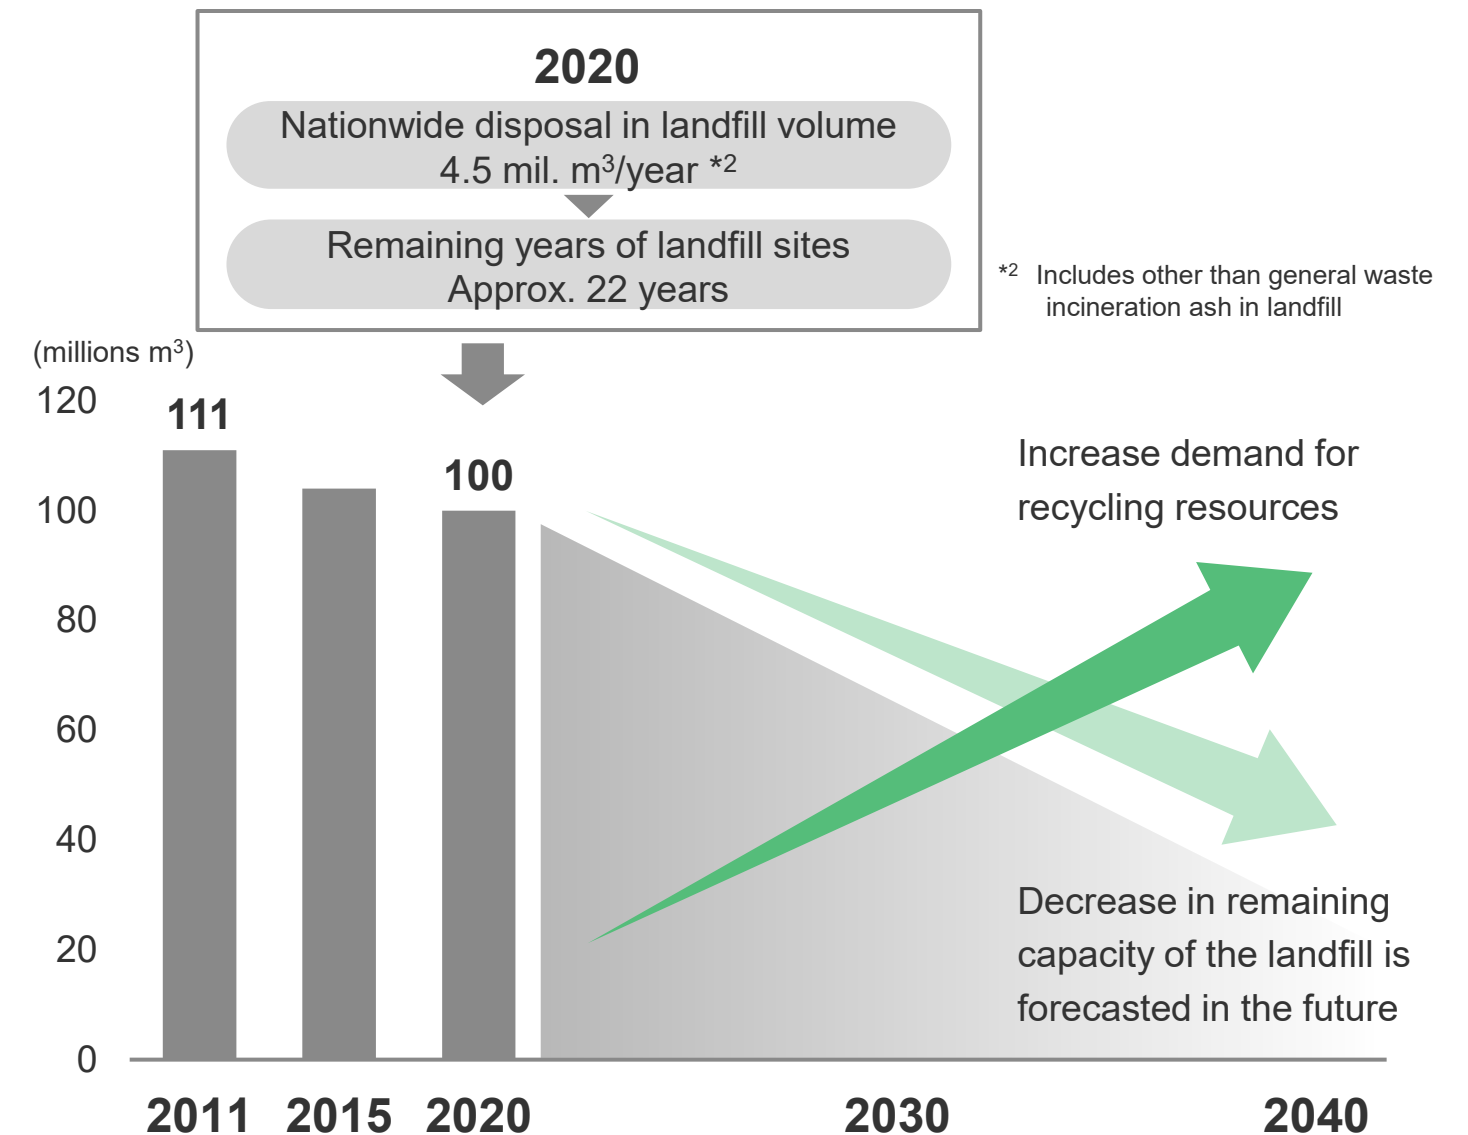 2020
Nationwide disposal in landfill volume
4.5 mil. m³/year *2
Remaining years of landfill sites
Approx. 22 years
*2 Includes other than general waste
incineration ash in landfill
(millions m³)
120
111
100
100
80
60
40
20
0
Increase demand for
recycling resources
Decrease in remaining
capacity of the landfill is
forecasted in the future
2011 2015 2020 2030 2040